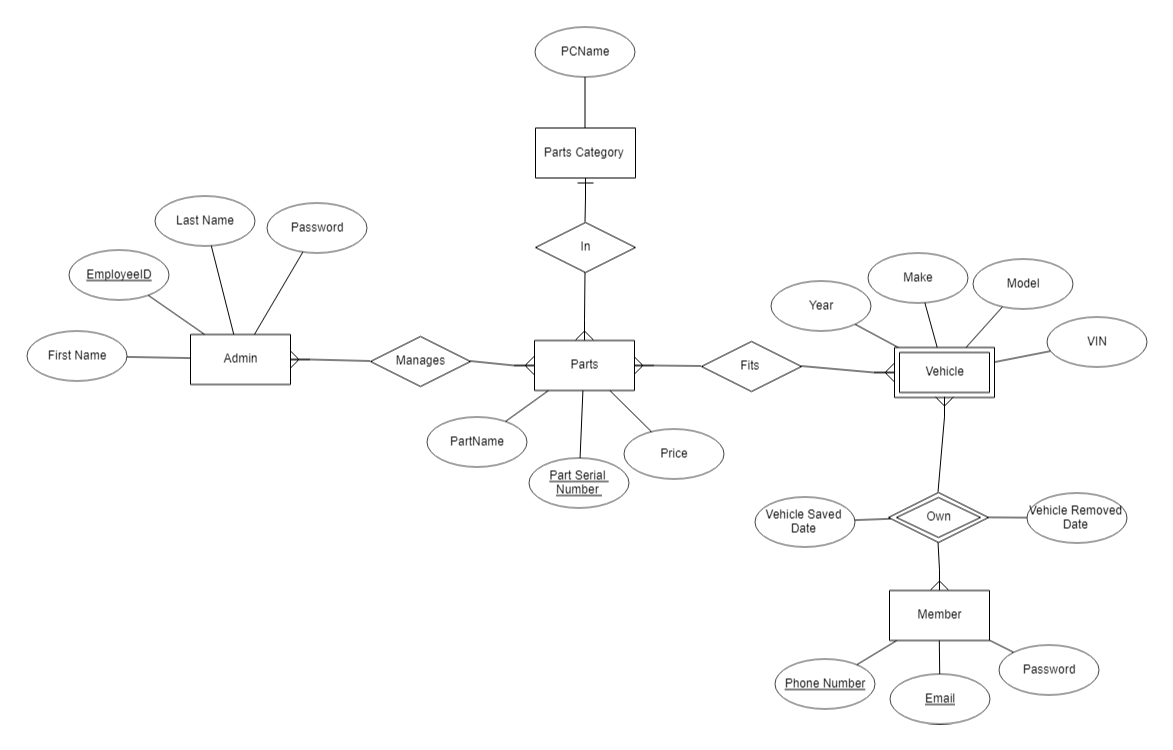 PCName
Parts Category
Last Name
Password
In
EmployeeID
Make
Model
Year
VIN
First Name
Admin
Manages
Parts
Fits
Vehicle
PartName
Price
Part Serial
Number
Vehicle Saved
Date
Own
Vehicle Removed
Date
Member
Phone Number
Email
Password